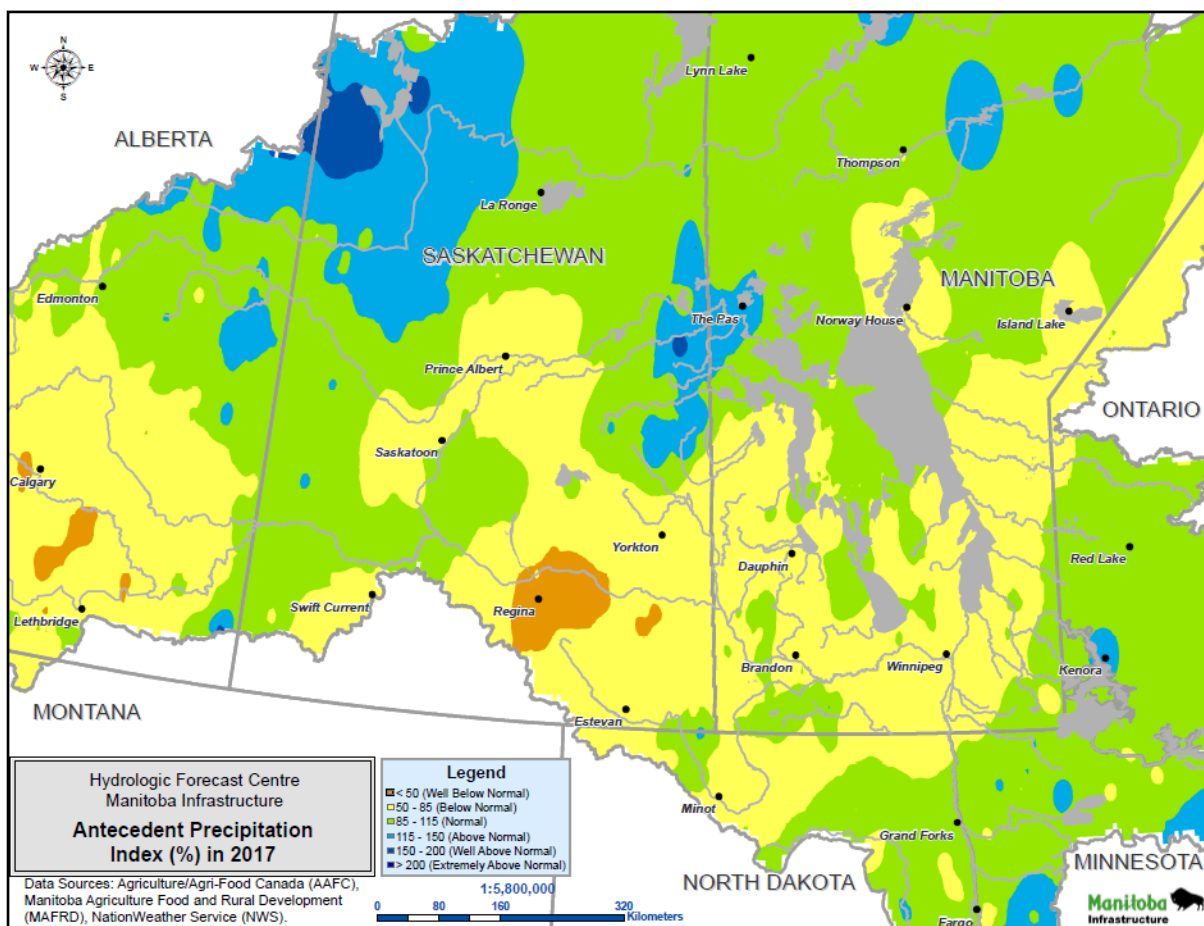 N
W E
S
ALBERTA
Lynn Lake
Thompson
La Ronge
SASKATCHEWAN
MANITOBA
Edmonton
The Pas
Norway House
Island Lake
Prince Albert
ONTARIO
Saskatoon
Calgary
Yorkton
Dauphin
Red Lake
Lethbridge
Swift Current
Regina
Brandon
Winnipeg
Kenora
MONTANA
Estevan
Minot
Grand Forks
NORTH DAKOTA
MINNESOTA
Fargo
Hydrologic Forecast Centre
Manitoba Infrastructure
Antecedent Precipitation
Index (%) in 2017
Data Sources: Agriculture/Agri-Food Canada (AAFC),
Manitoba Agriculture Food and Rural Development
(MAFRD), NationWeather Service (NWS).
Legend
< 50 (Well Below Normal)
50 - 85 (Below Normal)
85 - 115 (Normal)
115 - 150 (Above Normal)
150 - 200 (Well Above Normal)
> 200 (Extremely Above Normal)
1:5,800,000
0 80 160 320
Kilometers
Manitoba
Infrastructure